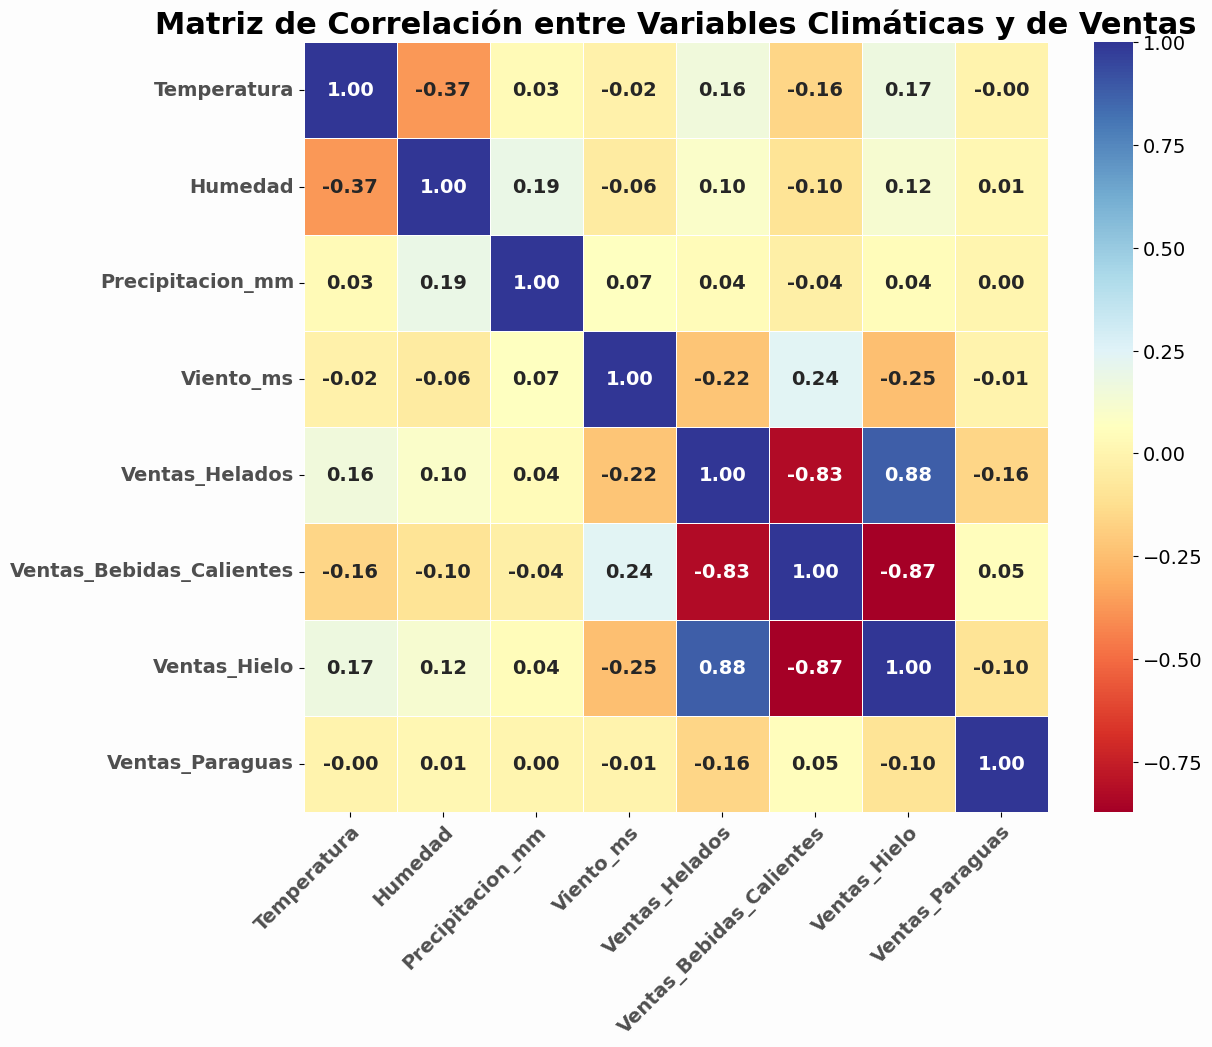 Matriz de Correlación entre Variables Climáticas y de Ventas
Temperatura 1.00 -0.37 0.03 -0.02 0.16 -0.16 0.17 -0.00
Humedad -0.37 1.00 0.19 -0.06 0.10 -0.10 0.12 0.01
Precipitacion_mm 0.03 0.19 1.00 0.07 0.04 -0.04 0.04 0.00
Viento_ms -0.02 -0.06 0.07 1.00 -0.22 0.24 -0.25 -0.01
Ventas_Helados 0.16 0.10 0.04 -0.22 1.00 -0.83 0.88 -0.16
Ventas_Bebidas_Calientes -0.16 -0.10 -0.04 0.24 -0.83 1.00 -0.87 0.05
Ventas_Hielo 0.17 0.12 0.04 -0.25 0.88 -0.87 1.00 -0.10
Ventas_Paraguas -0.00 0.01 0.00 -0.01 -0.16 0.05 -0.10 1.00
Temperatura
Humedad
Precipitacion_mm
Viento_ms
Ventas_Helados
Ventas_Bebidas_Calientes
Ventas_Hielo
Ventas_Paraguas
1.00
0.75
0.50
0.25
0.00
−0.25
−0.50
−0.75